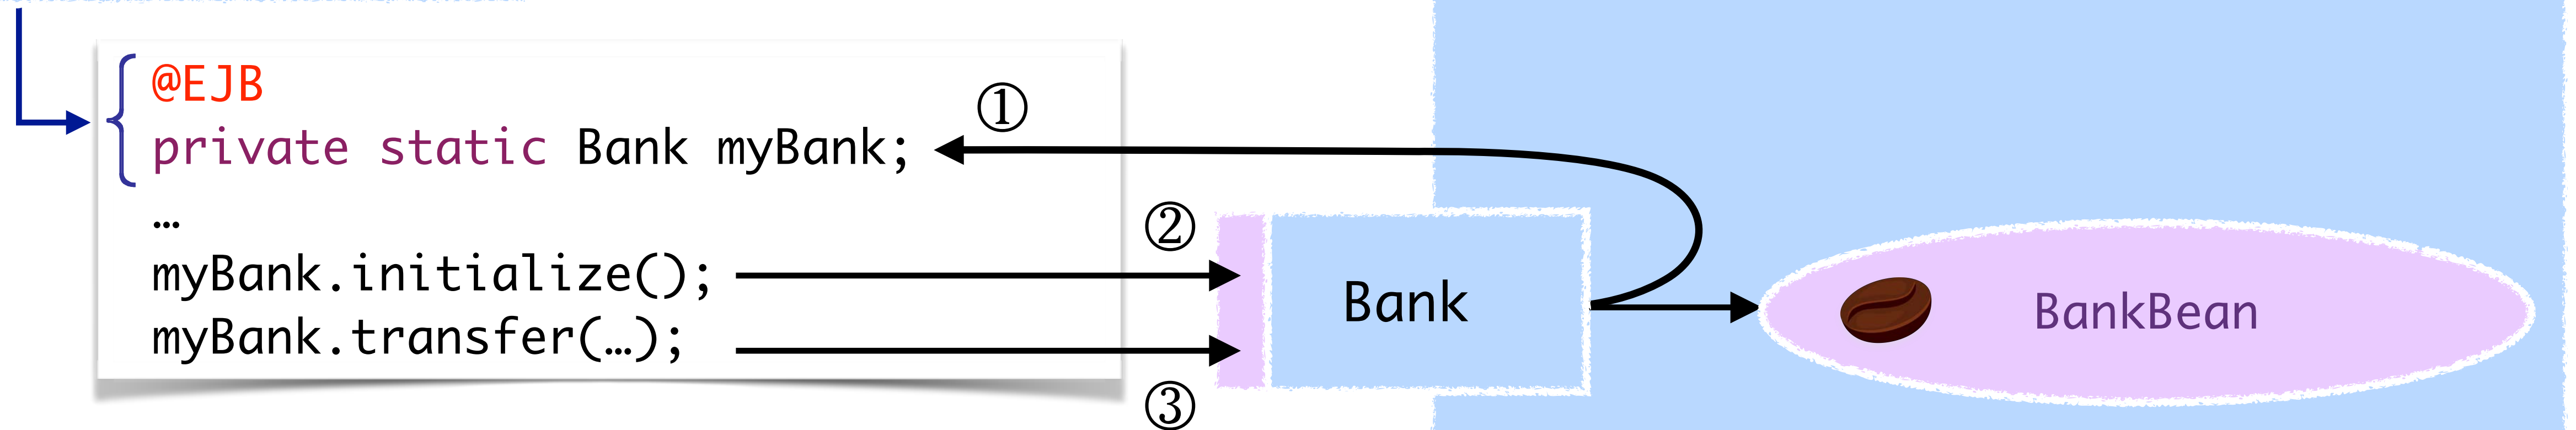 @EJB
①
private static Bank myBank;
…
②
myBank.initialize();
Bank
BankBean
myBank.transfer(…);
③